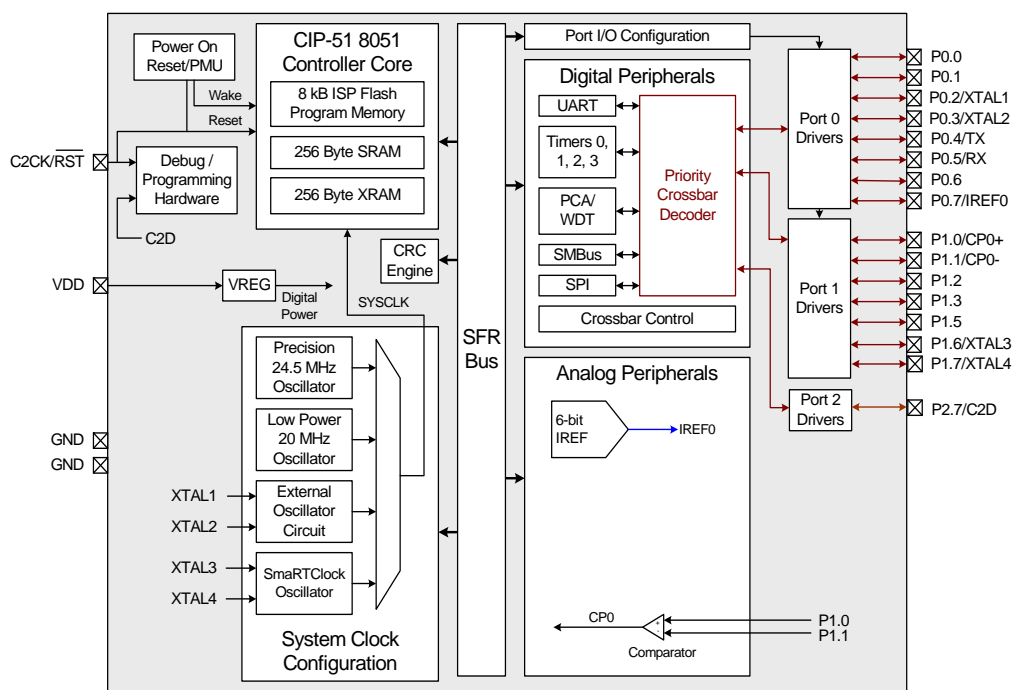 Power On
Reset/PMU
Wake
Reset
C2CK/RST
Debug /
Programming
Hardware
C2D
VDD
VREG
Digital
Power
GND
GND
CIP-51 8051
Controller Core
8 kB ISP Flash
Program Memory
256 Byte SRAM
256 Byte XRAM
CRC
Engine
SYSCLK
Precision
24.5 MHz
Oscillator
Low Power
20 MHz
Oscillator
XTAL1
XTAL2
External
Oscillator
Circuit
XTAL3
XTAL4
SmaRTClock
Oscillator
System Clock
Configuration
SFR
Bus
Port I/O Configuration
Digital Peripherals
UART
Timers 0,
1, 2, 3
PCA/
WDT
SMBus
SPI
Priority
Crossbar
Decoder
Crossbar Control
Analog Peripherals
6-bit
IREF
IREF0
CP0
+
-
Comparator
P1.0
P1.1
Port 0
Drivers
Port 1
Drivers
Port 2
Drivers
P0.0
P0.1
P0.2/XTAL1
P0.3/XTAL2
P0.4/TX
P0.5/RX
P0.6
P0.7/IREF0
P1.0/CP0+
P1.1/CP0-
P1.2
P1.3
P1.5
P1.6/XTAL3
P1.7/XTAL4
P2.7/C2D